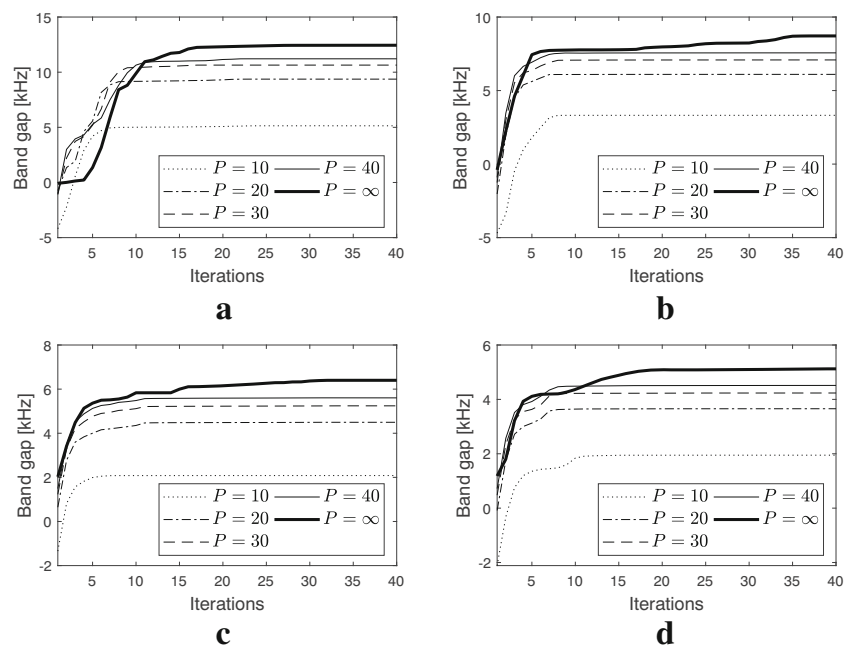 15
10
5
0
-5
Band gap [kHz]
P = 10 P = 40
P = 20 P = ∞
P = 30
5 10 15 20 25 30 35 40
Iterations
a
10
5
0
-5
Band gap [kHz]
P = 10 P = 40
P = 20 P = ∞
P = 30
5 10 15 20 25 30 35 40
Iterations
b
8
6
4
2
0
-2
Band gap [kHz]
P = 10 P = 40
P = 20 P = ∞
P = 30
5 10 15 20 25 30 35 40
Iterations
c
6
4
2
0
-2
Band gap [kHz]
P = 10 P = 40
P = 20 P = ∞
P = 30
5 10 15 20 25 30 35 40
Iterations
d